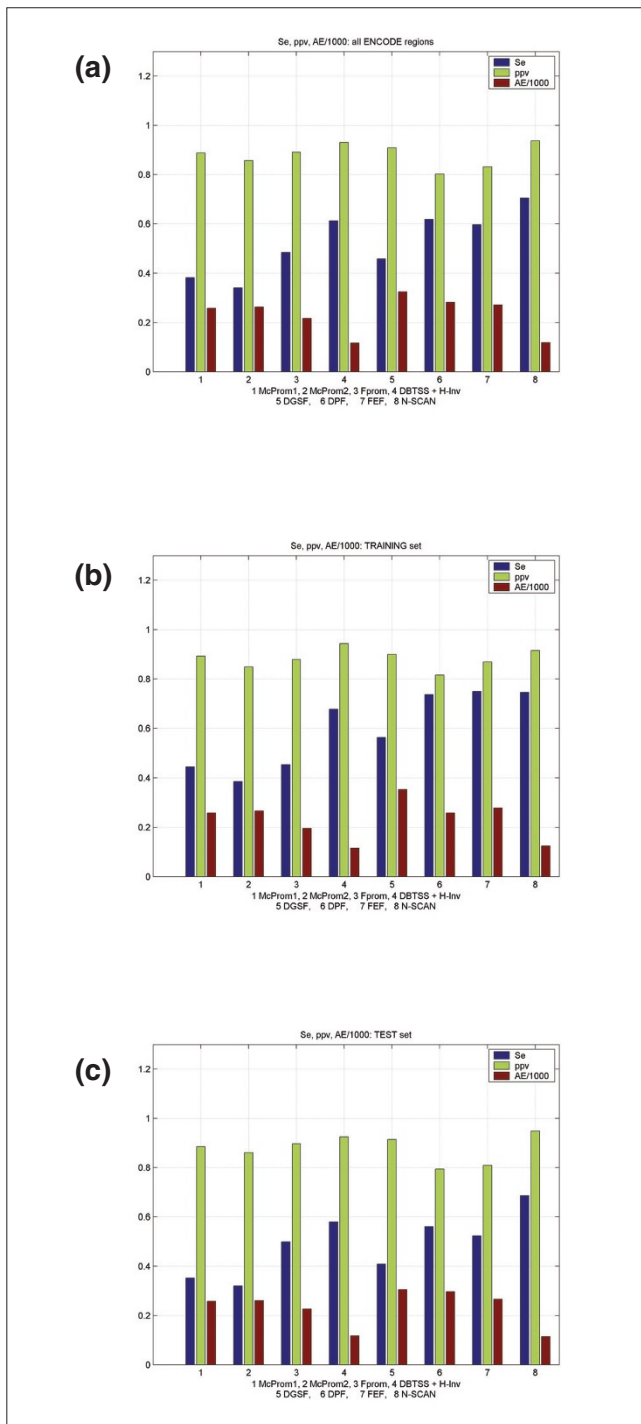 (a)
Se, ppv, AE/1000: all ENCODE regions
Se
ppv
AE/1000
1.2
1
0.8
0.6
0.4
0.2
0
1 2 3 4 5 6 7 8
1 McProm1, 2 McProm2, 3 Fprom, 4 DBTSS + H-Inv
5 DGSF, 6 DPF, 7 FEF, 8 N-SCAN
(b)
Se, ppv, AE/1000: TRAINING set
Se
ppv
AE/1000
1.2
1
0.8
0.6
0.4
0.2
0
1 2 3 4 5 6 7 8
1 McProm1, 2 McProm2, 3 Fprom, 4 DBTSS + H-Inv
5 DGSF, 6 DPF, 7 FEF, 8 N-SCAN
(c)
Se, ppv, AE/1000: TEST set
Se
ppv
AE/1000
1.2
1
0.8
0.6
0.4
0.2
0
1 2 3 4 5 6 7 8
1 McProm1, 2 McProm2, 3 Fprom, 4 DBTSS + H-Inv
5 DGSF, 6 DPF, 7 FEF, 8 N-SCAN